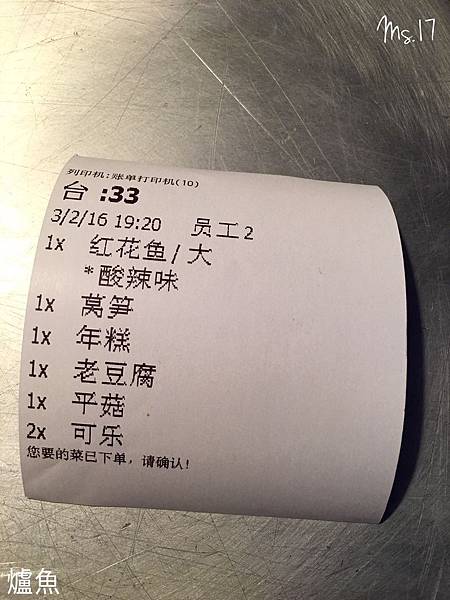 Ms.17
列印机:账单打印机(10)
台 :33
3/2/16 19:20 员工2
1x 红花鱼/大
*酸辣味
1x 莴笋
1x 年糕
1x 老豆腐
1x 平菇
2x 可乐
您要的菜已下单,请确认!
爐魚